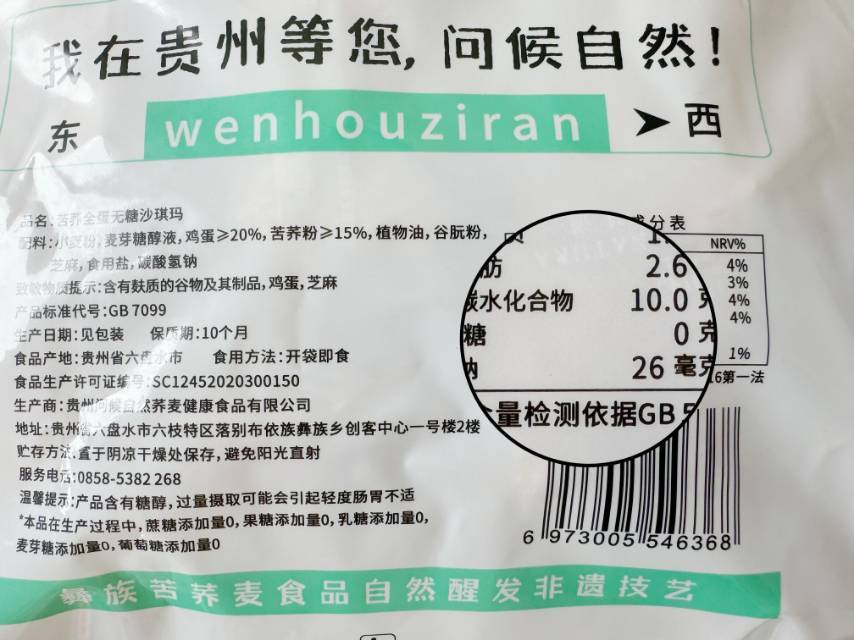 我在贵州等您,问候自然!
东 wenhouziran 西
品名:苦荞全蛋无糖沙琪玛
配料:小麦粉,麦芽糖醇液,鸡蛋≥20%,苦荞粉≥15%,植物油,谷朊粉,
芝麻,食用盐,碳酸氢钠
致敏物质提示:含有麸质的谷物及其制品,鸡蛋,芝麻
产品标准代号:GB 7099
生产日期:见包装 保质期:10个月
食品产地:贵州省六盘水市 食用方法:开袋即食
食品生产许可证编号:SC12452020300150
生产商:贵州问候自然荞麦健康食品有限公司
地址:贵州省六盘水市六枝特区落别布依族彝族乡创客中心一号楼2楼
贮存方法:置于阴凉干燥处保存,避免阳光直射
服务电话:0858-5382 268
温馨提示:产品含有糖醇,过量摄取可能会引起轻度肠胃不适
*本品在生产过程中,蔗糖添加量0,果糖添加量0,乳糖添加量0,
麦芽糖添加量0,葡萄糖添加量0
成分表
NRV%
肪 2.6 4%
3%
碳水化合物 10.0 克 4%
糖 0 克 4%
钠 26 毫克 1%
量检测依据GB 5
6第一法
6 973005 546368
彝族苦荞麦食品自然醒发非遗技艺